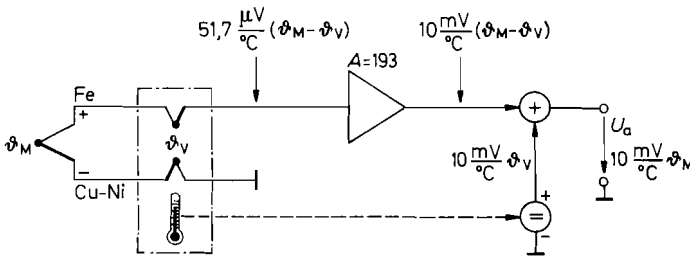 51,7 μV/°C (ϑM−ϑV)
10 mV/°C (ϑM−ϑV)
A=193
Fe
+
ϑM
ϑV
−
Cu-Ni
+
Ua
10 mV/°C ϑV
10 mV/°C ϑM
+
=
−